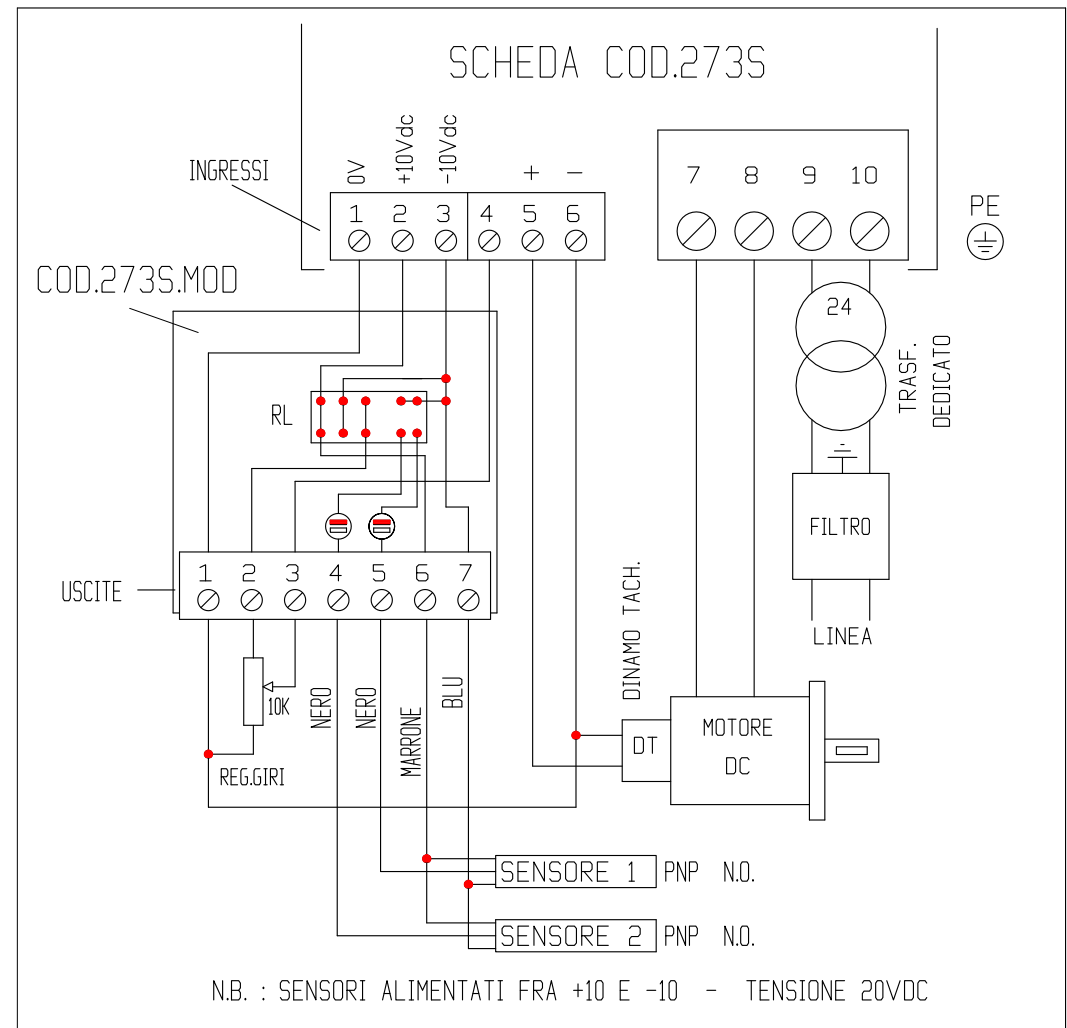 SCHEDA COD.273S
0V
+10Vdc
-10Vdc
INGRESSI
+ -
1 2 3 4 5 6
7 8 9 10
PE
COD.273S.MOD
24
TRASF.
DEDICATO
RL
FILTRO
LINEA
USCITE
1 2 3 4 5 6 7
10K
REG.GIRI
NERO
NERO
MARRONE
BLU
DINAMO TACH.
DT
MOTORE
DC
SENSORE 1 PNP N.O.
SENSORE 2 PNP N.O.
N.B. : SENSORI ALIMENTATI FRA +10 E -10 - TENSIONE 20VDC